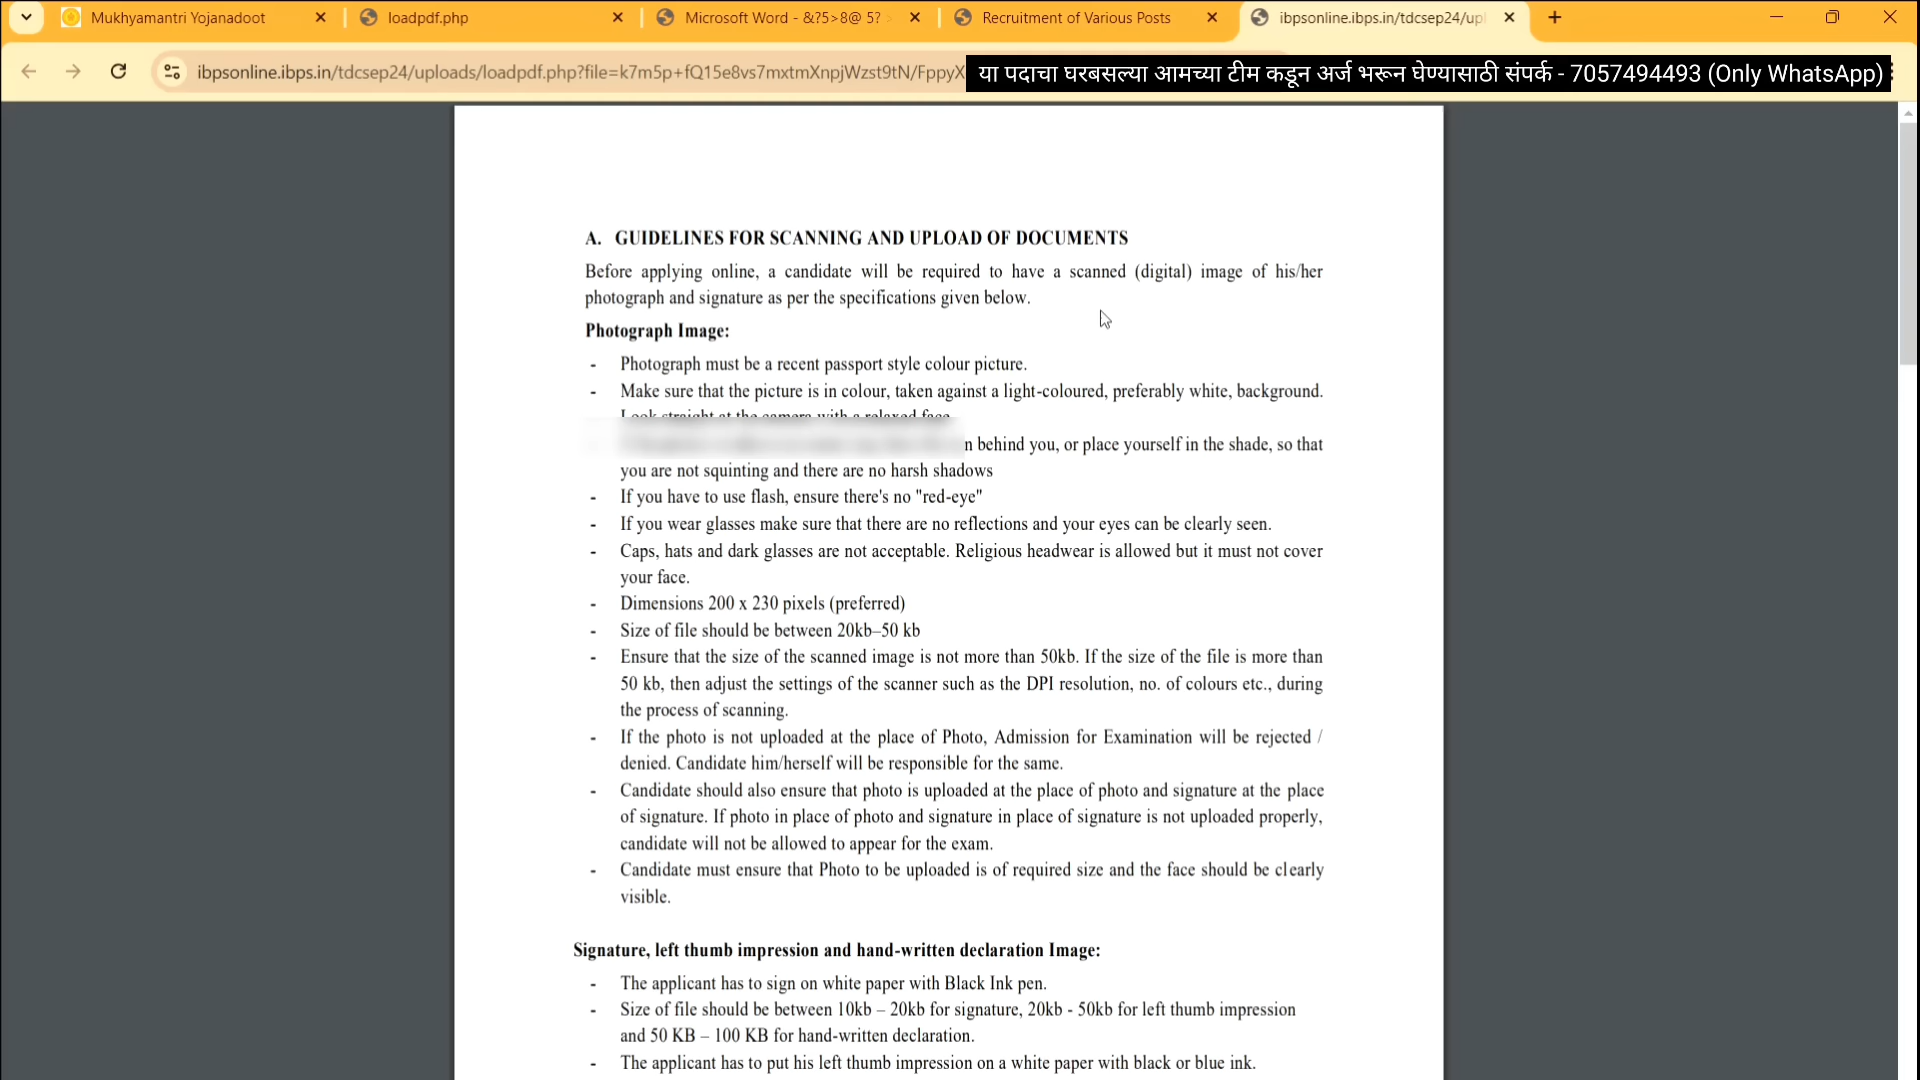 Mukhyamantri Yojanadoot
loadpdf.php
Microsoft Word - &?5>8@ 5?
Recruitment of Various Posts
ibpsonline.ibps.in/tdcsep24/upl
ibpsonline.ibps.in/tdcsep24/uploads/loadpdf.php?file=k7m5p+fQ15e8vs7mxtmXnpjWzst9tN/FppyX
या पदाचा घरबसल्या आमच्या टीम कडून अर्ज भरून घेण्यासाठी संपर्क - 7057494493 (Only WhatsApp)
A. GUIDELINES FOR SCANNING AND UPLOAD OF DOCUMENTS
Before applying online, a candidate will be required to have a scanned (digital) image of his/her
photograph and signature as per the specifications given below.
Photograph Image:
- Photograph must be a recent passport style colour picture.
- Make sure that the picture is in colour, taken against a light-coloured, preferably white, background.
Look straight at the camera with a relaxed face
n behind you, or place yourself in the shade, so that
you are not squinting and there are no harsh shadows
- If you have to use flash, ensure there's no "red-eye"
- If you wear glasses make sure that there are no reflections and your eyes can be clearly seen.
- Caps, hats and dark glasses are not acceptable. Religious headwear is allowed but it must not cover
your face.
- Dimensions 200 x 230 pixels (preferred)
- Size of file should be between 20kb–50 kb
- Ensure that the size of the scanned image is not more than 50kb. If the size of the file is more than
50 kb, then adjust the settings of the scanner such as the DPI resolution, no. of colours etc., during
the process of scanning.
- If the photo is not uploaded at the place of Photo, Admission for Examination will be rejected /
denied. Candidate him/herself will be responsible for the same.
- Candidate should also ensure that photo is uploaded at the place of photo and signature at the place
of signature. If photo in place of photo and signature in place of signature is not uploaded properly,
candidate will not be allowed to appear for the exam.
- Candidate must ensure that Photo to be uploaded is of required size and the face should be clearly
visible.
Signature, left thumb impression and hand-written declaration Image:
- The applicant has to sign on white paper with Black Ink pen.
- Size of file should be between 10kb – 20kb for signature, 20kb - 50kb for left thumb impression
and 50 KB – 100 KB for hand-written declaration.
- The applicant has to put his left thumb impression on a white paper with black or blue ink.